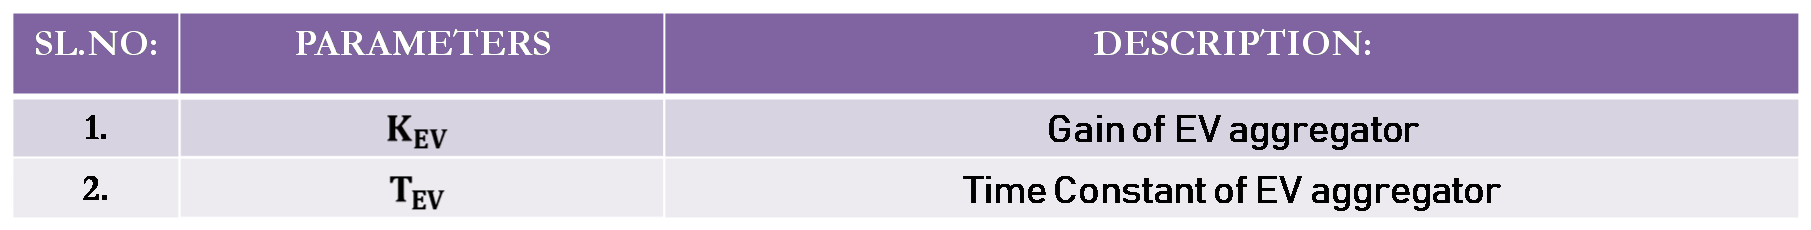 SL.NO: PARAMETERS DESCRIPTION:
1. K_EV Gain of EV aggregator
2. T_EV Time Constant of EV aggregator